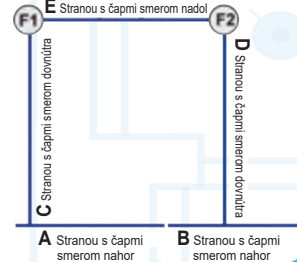 E Stranou s čapmi smerom nadol
F1
F2
C Stranou s čapmi smerom dovnútra
D Stranou s čapmi smerom dovnútra
A Stranou s čapmi
smerom nahor
B Stranou s čapmi
smerom nahor